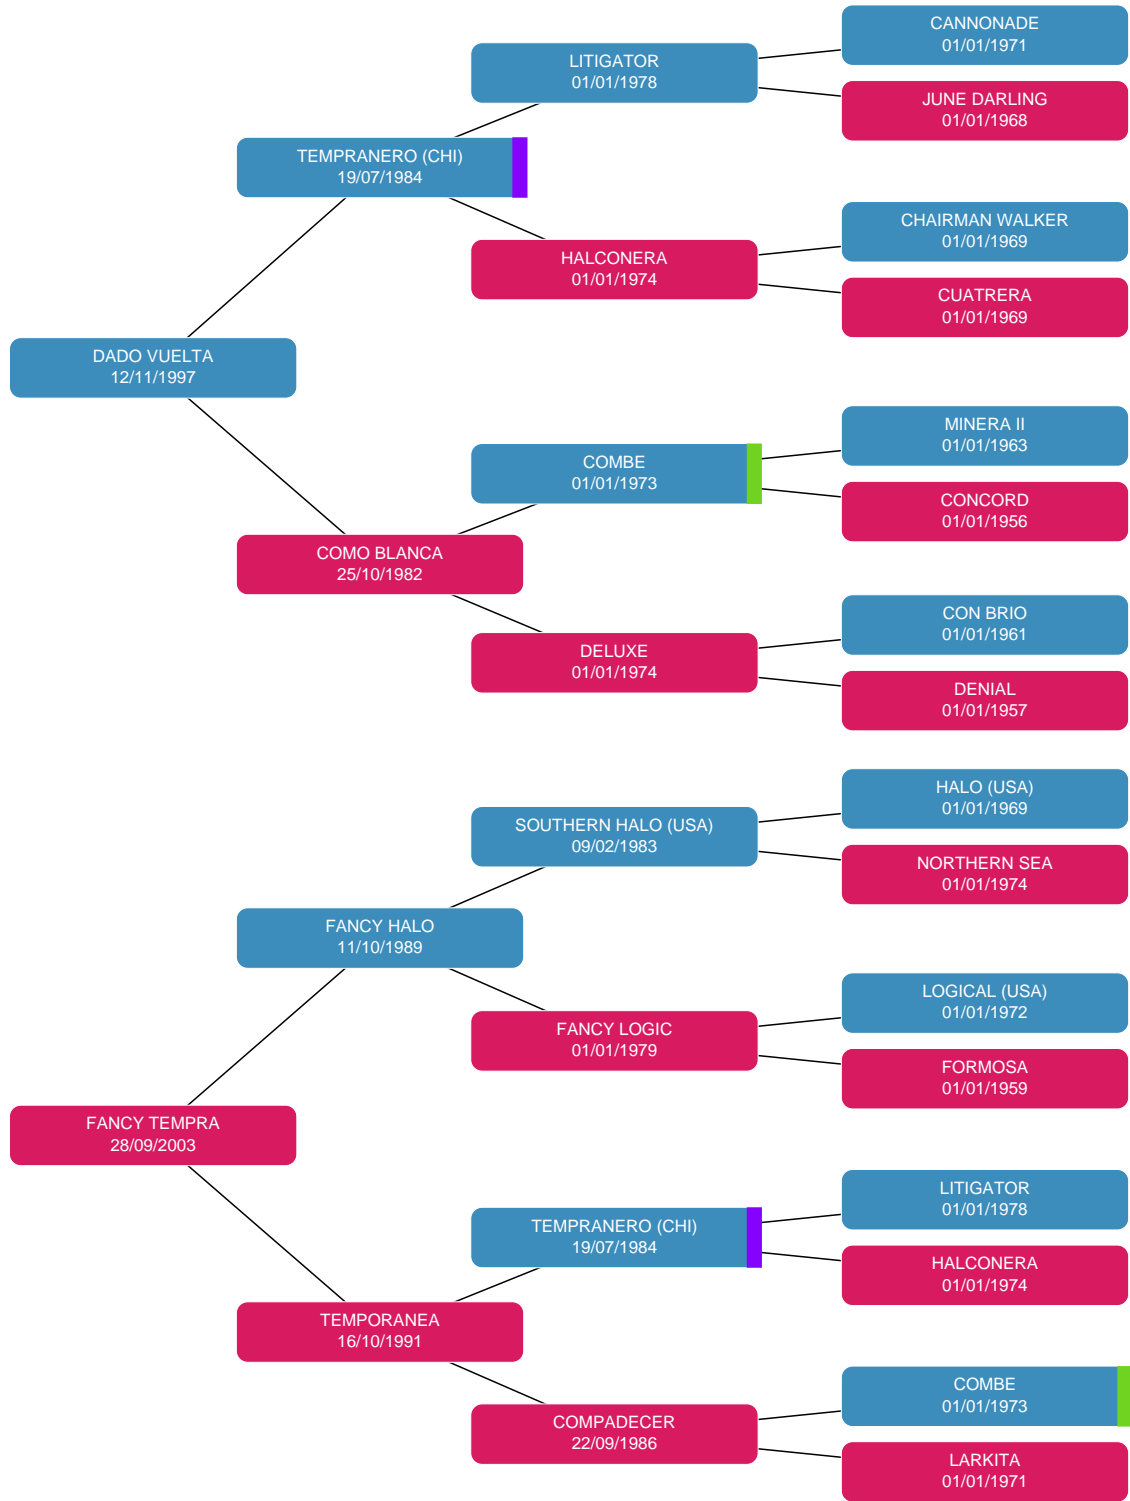 CANNONADE
01/01/1971
LITIGATOR
01/01/1978
JUNE DARLING
01/01/1968
TEMPRANERO (CHI)
19/07/1984
CHAIRMAN WALKER
01/01/1969
HALCONERA
01/01/1974
CUATRERA
01/01/1969
DADO VUELTA
12/11/1997
MINERA II
01/01/1963
COMBE
01/01/1973
CONCORD
01/01/1956
COMO BLANCA
25/10/1982
CON BRIO
01/01/1961
DELUXE
01/01/1974
DENIAL
01/01/1957
HALO (USA)
01/01/1969
SOUTHERN HALO (USA)
09/02/1983
NORTHERN SEA
01/01/1974
FANCY HALO
11/10/1989
LOGICAL (USA)
01/01/1972
FANCY LOGIC
01/01/1979
FORMOSA
01/01/1959
FANCY TEMPRA
28/09/2003
LITIGATOR
01/01/1978
TEMPRANERO (CHI)
19/07/1984
HALCONERA
01/01/1974
TEMPORANEA
16/10/1991
COMBE
01/01/1973
COMPADECER
22/09/1986
LARKITA
01/01/1971